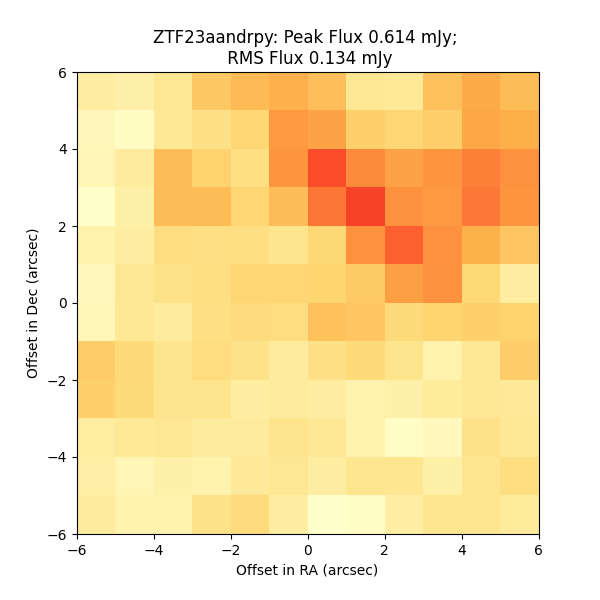 ZTF23aandrpy: Peak Flux 0.614 mJy;
RMS Flux 0.134 mJy
6
4
2
0
−2
−4
−6
Offset in Dec (arcsec)
−6 −4 −2 0 2 4 6
Offset in RA (arcsec)